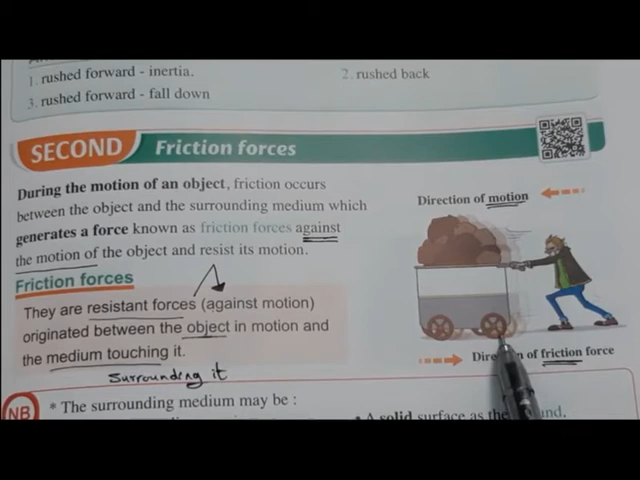 1. rushed forward - inertia.
2. rushed back
3. rushed forward - fall down
SECOND Friction forces
During the motion of an object, friction occurs
between the object and the surrounding medium which
generates a force known as friction forces against
the motion of the object and resist its motion.
Direction of motion
Friction forces
They are resistant forces (against motion)
originated between the object in motion and
the medium touching it.
surrounding it
of friction force
NB
* The surrounding medium may be :
• A solid surface as the